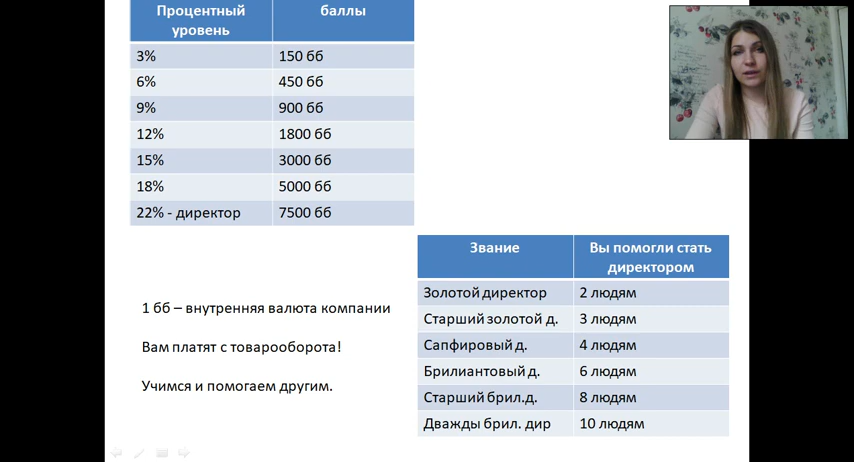 Процентный уровень баллы
3% 150 бб
6% 450 бб
9% 900 бб
12% 1800 бб
15% 3000 бб
18% 5000 бб
22% - директор 7500 бб
Звание Вы помогли стать директором
Золотой директор 2 людям
Старший золотой д. 3 людям
Сапфировый д. 4 людям
Брилиантовый д. 6 людям
Старший брил.д. 8 людям
Дважды брил. дир 10 людям
1 бб – внутренняя валюта компании
Вам платят с товарооборота!
Учимся и помогаем другим.